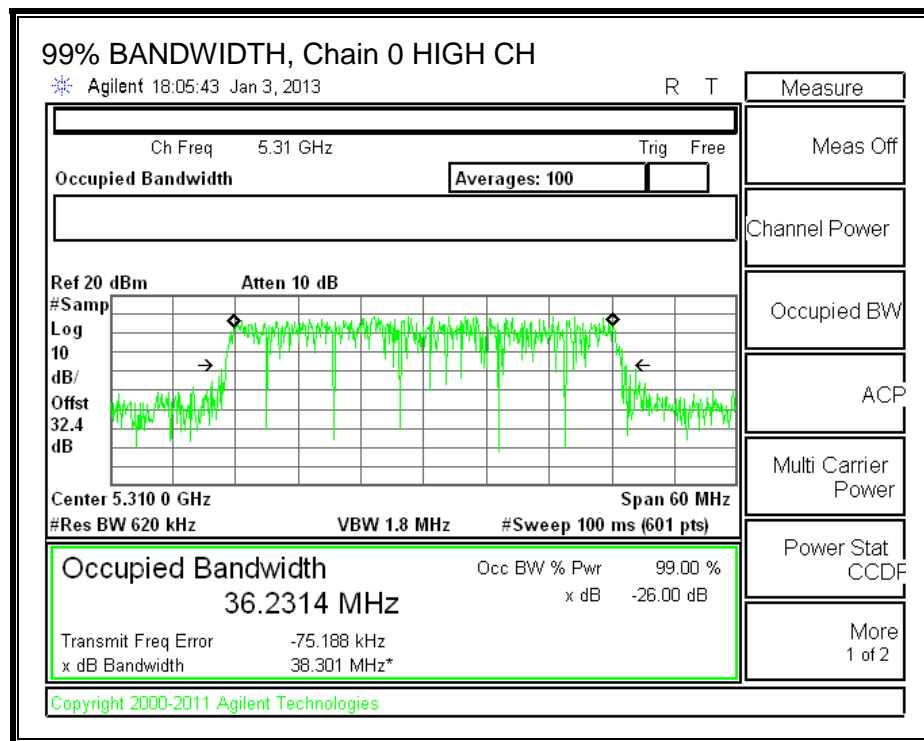 99% BANDWIDTH, Chain 0 HIGH CH
Agilent 18:05:43 Jan 3, 2013 R T
Measure
Ch Freq 5.31 GHz Trig Free
Occupied Bandwidth Averages: 100
Ref 20 dBm Atten 10 dB
#Samp
Log
10
dB/
Offst
32.4
dB
Center 5.310 0 GHz Span 60 MHz
#Res BW 620 kHz VBW 1.8 MHz #Sweep 100 ms (601 pts)
Occupied Bandwidth Occ BW % Pwr 99.00 %
36.2314 MHz x dB -26.00 dB
Transmit Freq Error -75.188 kHz
x dB Bandwidth 38.301 MHz*
Copyright 2000-2011 Agilent Technologies
Meas Off
Channel Power
Occupied BW
ACP
Multi Carrier
Power
Power Stat
CCDF
More
1 of 2